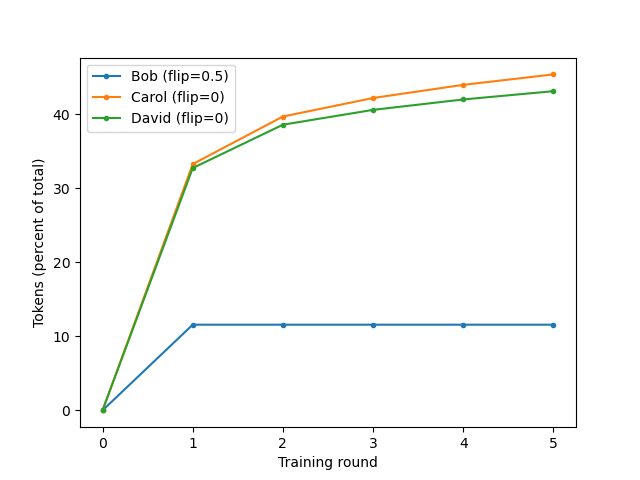 Bob (flip=0.5)
Carol (flip=0)
David (flip=0)
Tokens (percent of total)
40
30
20
10
0
0 1 2 3 4 5
Training round